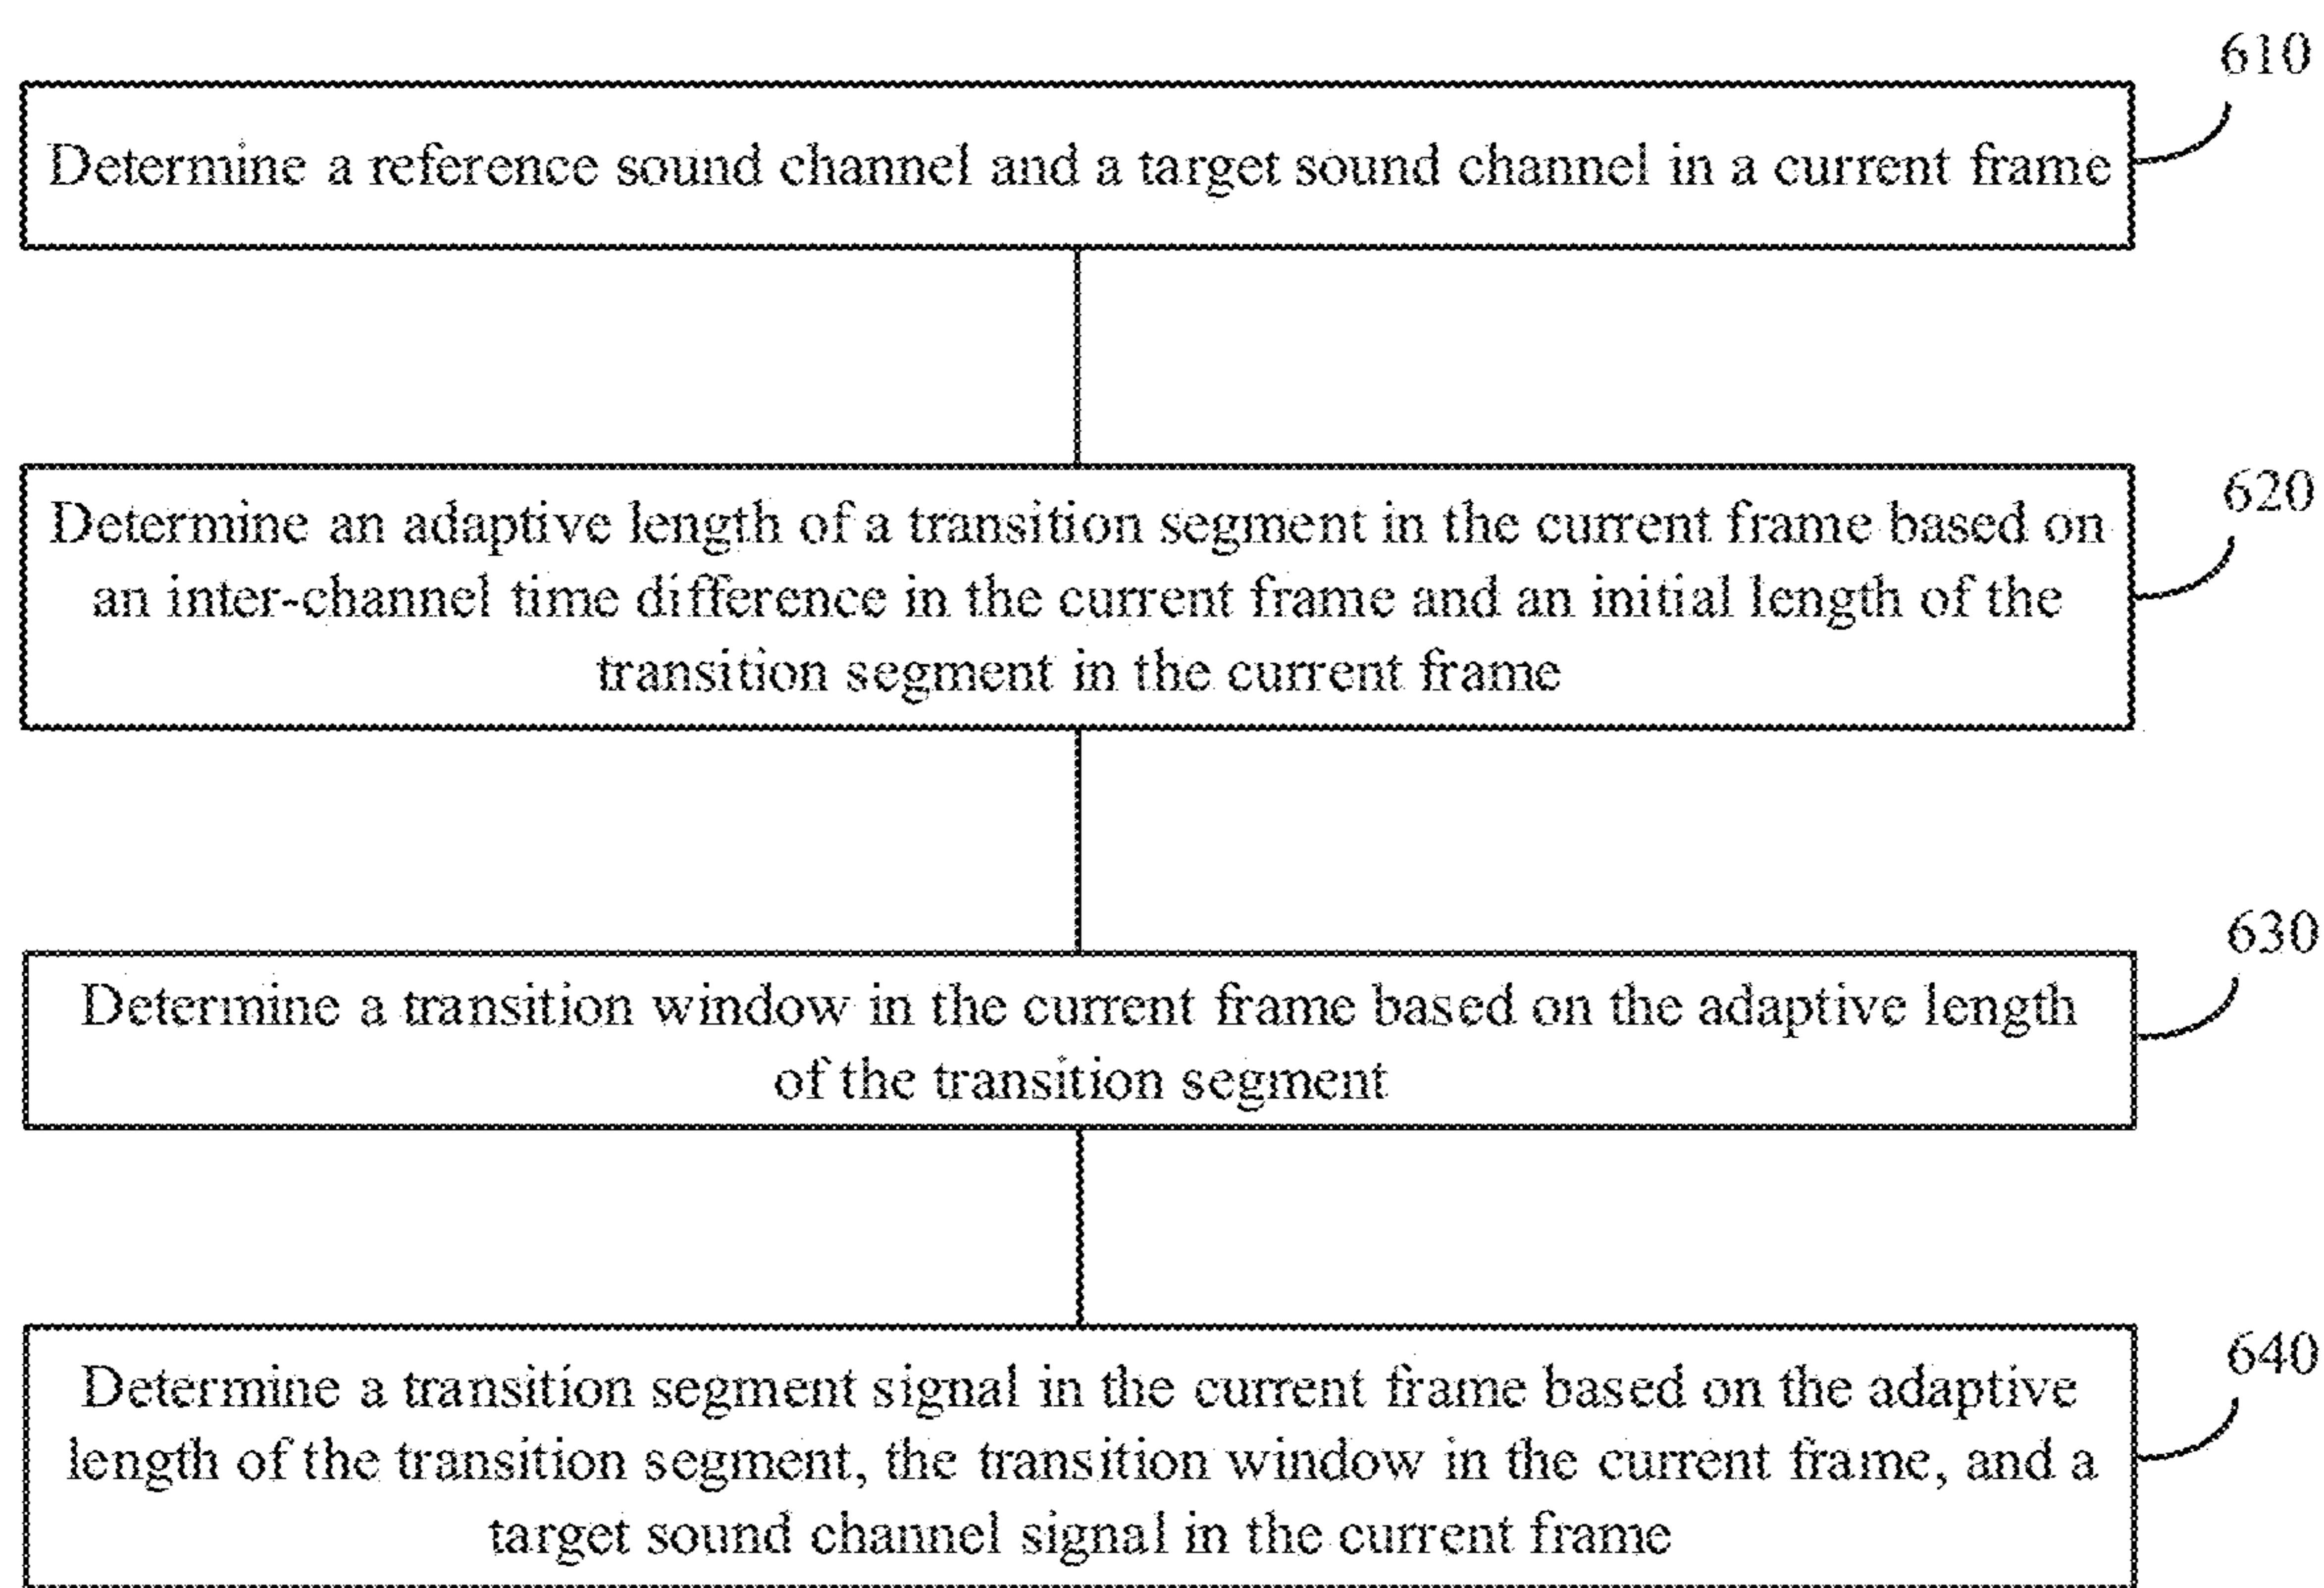 610
Determine a reference sound channel and a target sound channel in a current frame
620
Determine an adaptive length of a transition segment in the current frame based on
an inter-channel time difference in the current frame and an initial length of the
transition segment in the current frame
630
Determine a transition window in the current frame based on the adaptive length
of the transition segment
640
Determine a transition segment signal in the current frame based on the adaptive
length of the transition segment, the transition window in the current frame, and a
target sound channel signal in the current frame